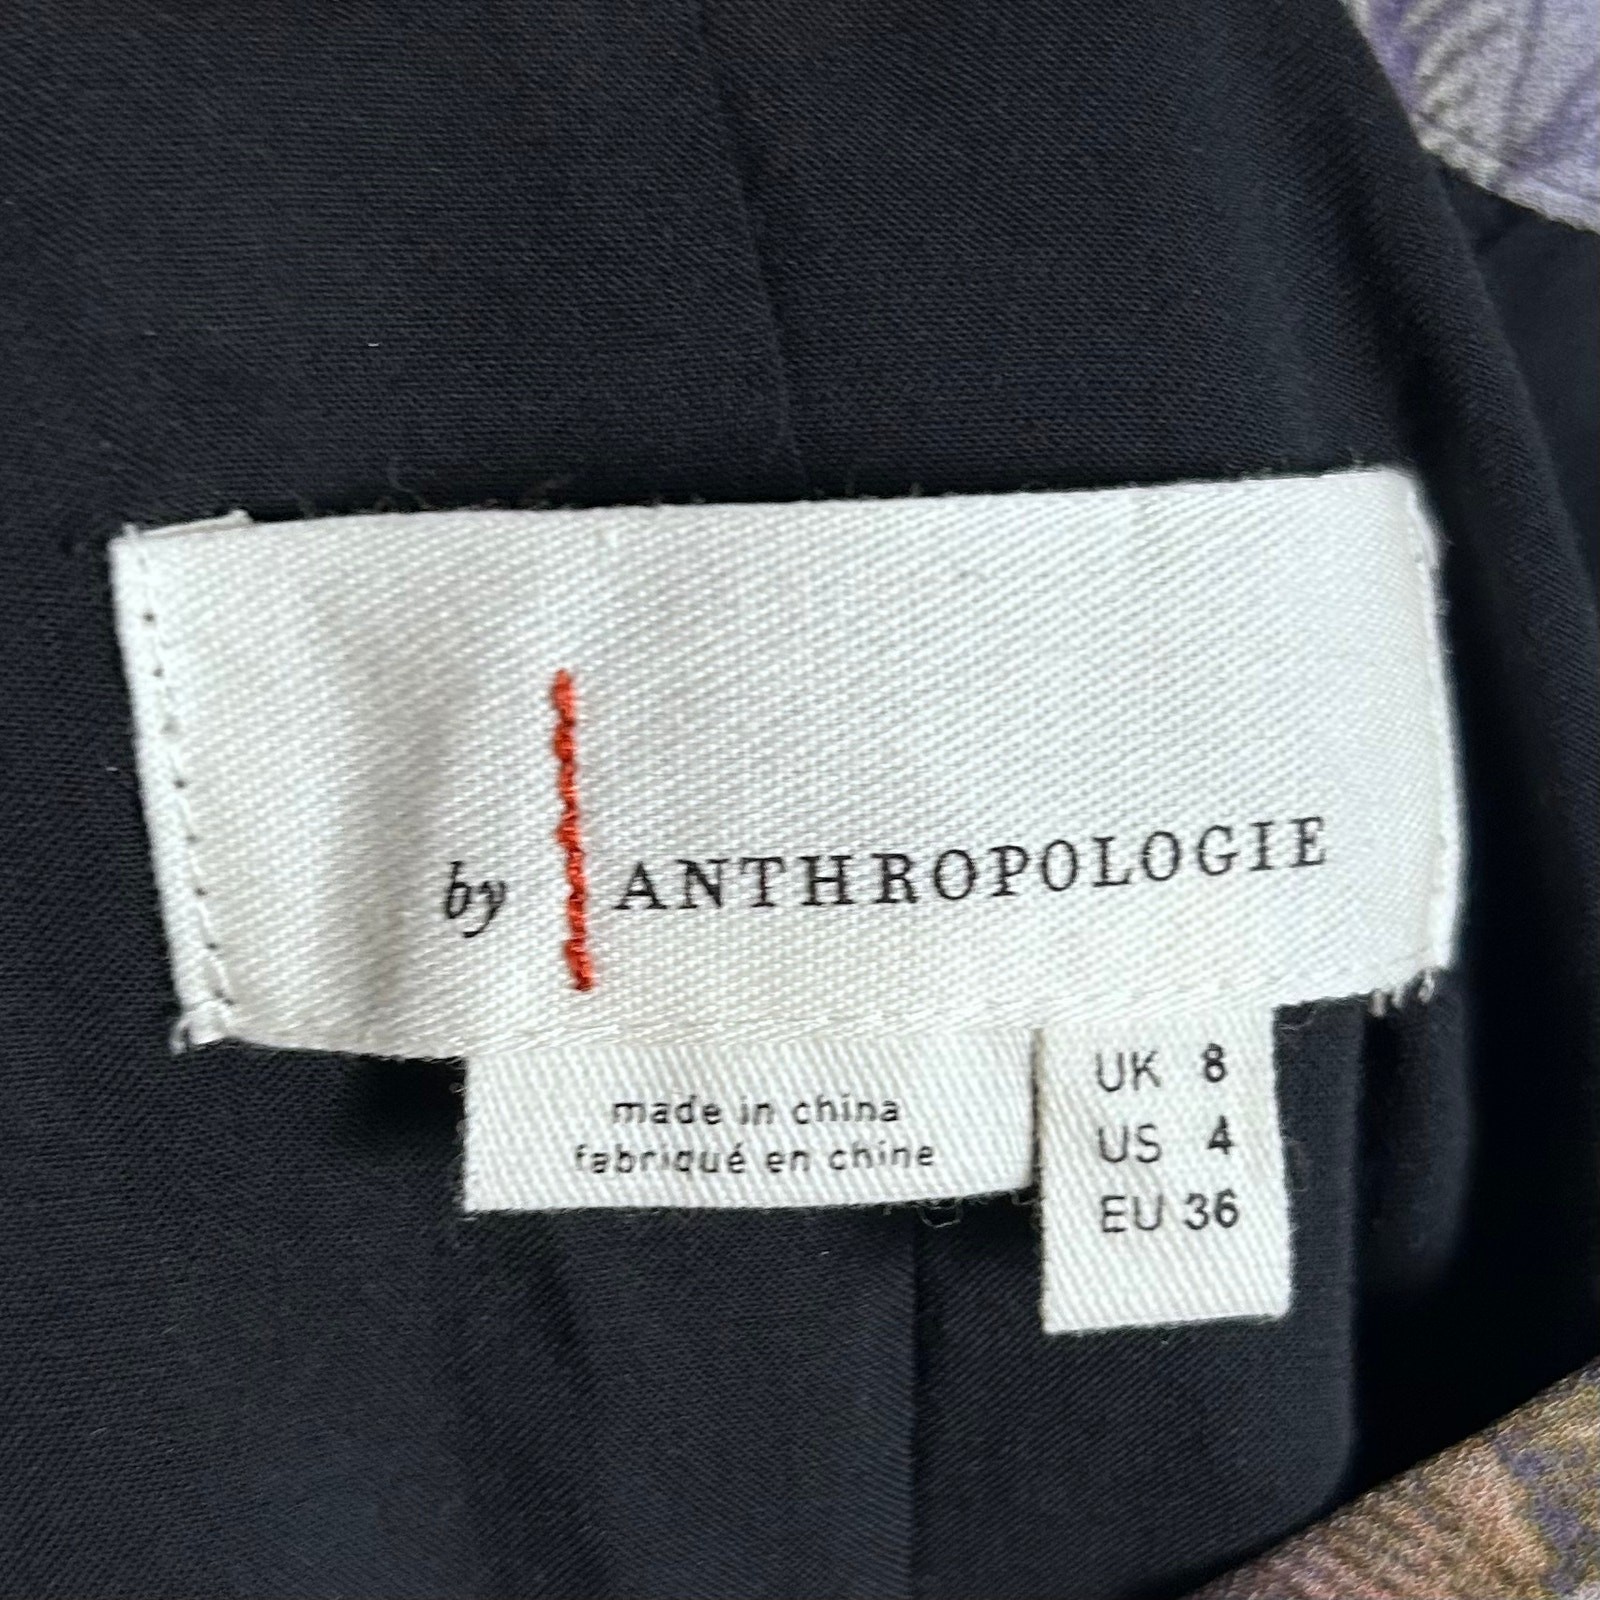 by ANTHROPOLOGIE
made in china
fabriqué en chine
UK 8
US 4
EU 36